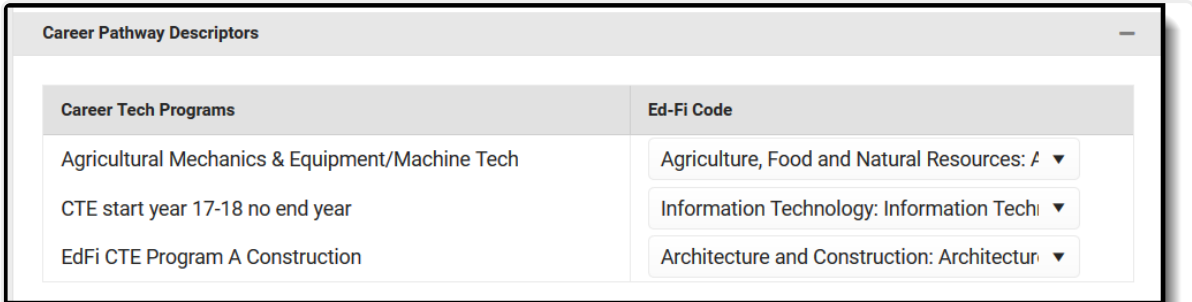 Career Pathway Descriptors
Career Tech Programs Ed-Fi Code
Agricultural Mechanics & Equipment/Machine Tech Agriculture, Food and Natural Resources:
CTE start year 17-18 no end year Information Technology: Information
EdFi CTE Program A Construction Architecture and Construction: